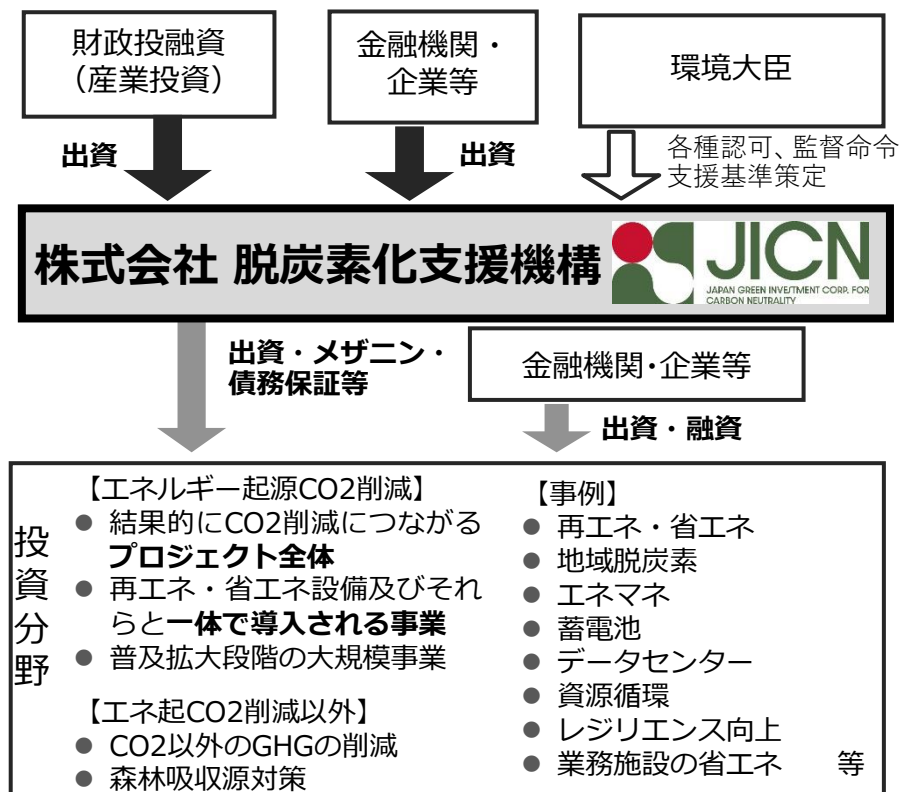 財政投融資
（産業投資）
金融機関・
企業等
環境大臣
出資
出資
各種認可、監督命令
支援基準策定
株式会社 脱炭素化支援機構
JICN
JAPAN GREEN INVESTMENT CORP. FOR
CARBON NEUTRALITY
出資・メザニン・
債務保証等
金融機関・企業等
出資・融資
投資分野
【エネルギー起源CO2削減】
● 結果的にCO2削減につながる
プロジェクト全体
● 再エネ・省エネ設備及びそれ
らと一体で導入される事業
● 普及拡大段階の大規模事業
【エネ起CO2削減以外】
● CO2以外のGHGの削減
● 森林吸収源対策
【事例】
● 再エネ・省エネ
● 地域脱炭素
● エネマネ
● 蓄電池
● データセンター
● 資源循環
● レジリエンス向上
● 業務施設の省エネ 等